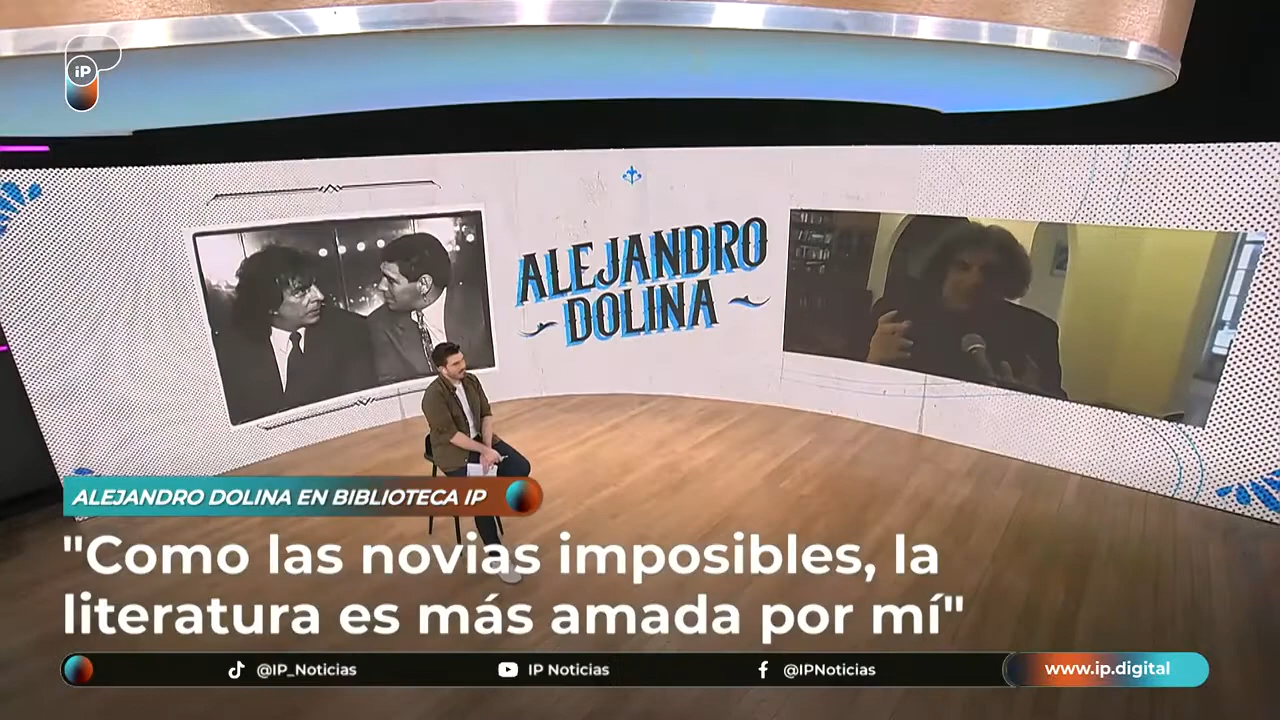 iP
ALEJANDRO
DOLINA
ALEJANDRO DOLINA EN BIBLIOTECA IP
"Como las novias imposibles, la
literatura es más amada por mí"
@IP_Noticias
IP Noticias
@IPNoticias
www.ip.digital